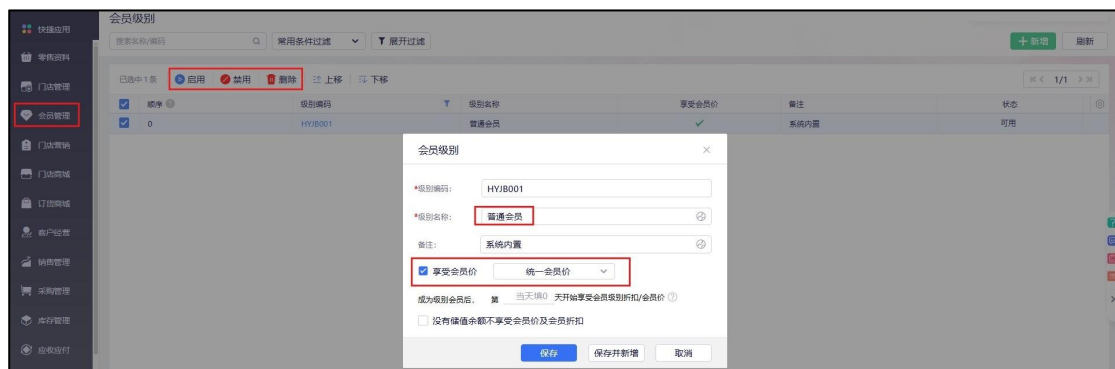 会员级别
快捷应用
搜索名称/编码
常用条件过滤
展开过滤
新增
刷新
零售资料
门店管理
已选中1条
启用
禁用
删除
上移
下移
1/1
顺序
级别编码
级别名称
享受会员价
备注
状态
会员管理
0
HYJB001
普通会员
系统内置
可用
门店营销
门店商城
订货商城
客户经营
销售管理
采购管理
库存管理
应收应付
会员级别
*级别编码:
HYJB001
*级别名称:
普通会员
备注:
系统内置
享受会员价
统一会员价
成为级别会员后, 第 当天填0 天开始享受会员级别折扣/会员价
没有储值余额不享受会员价及会员折扣
保存
保存并新增
取消